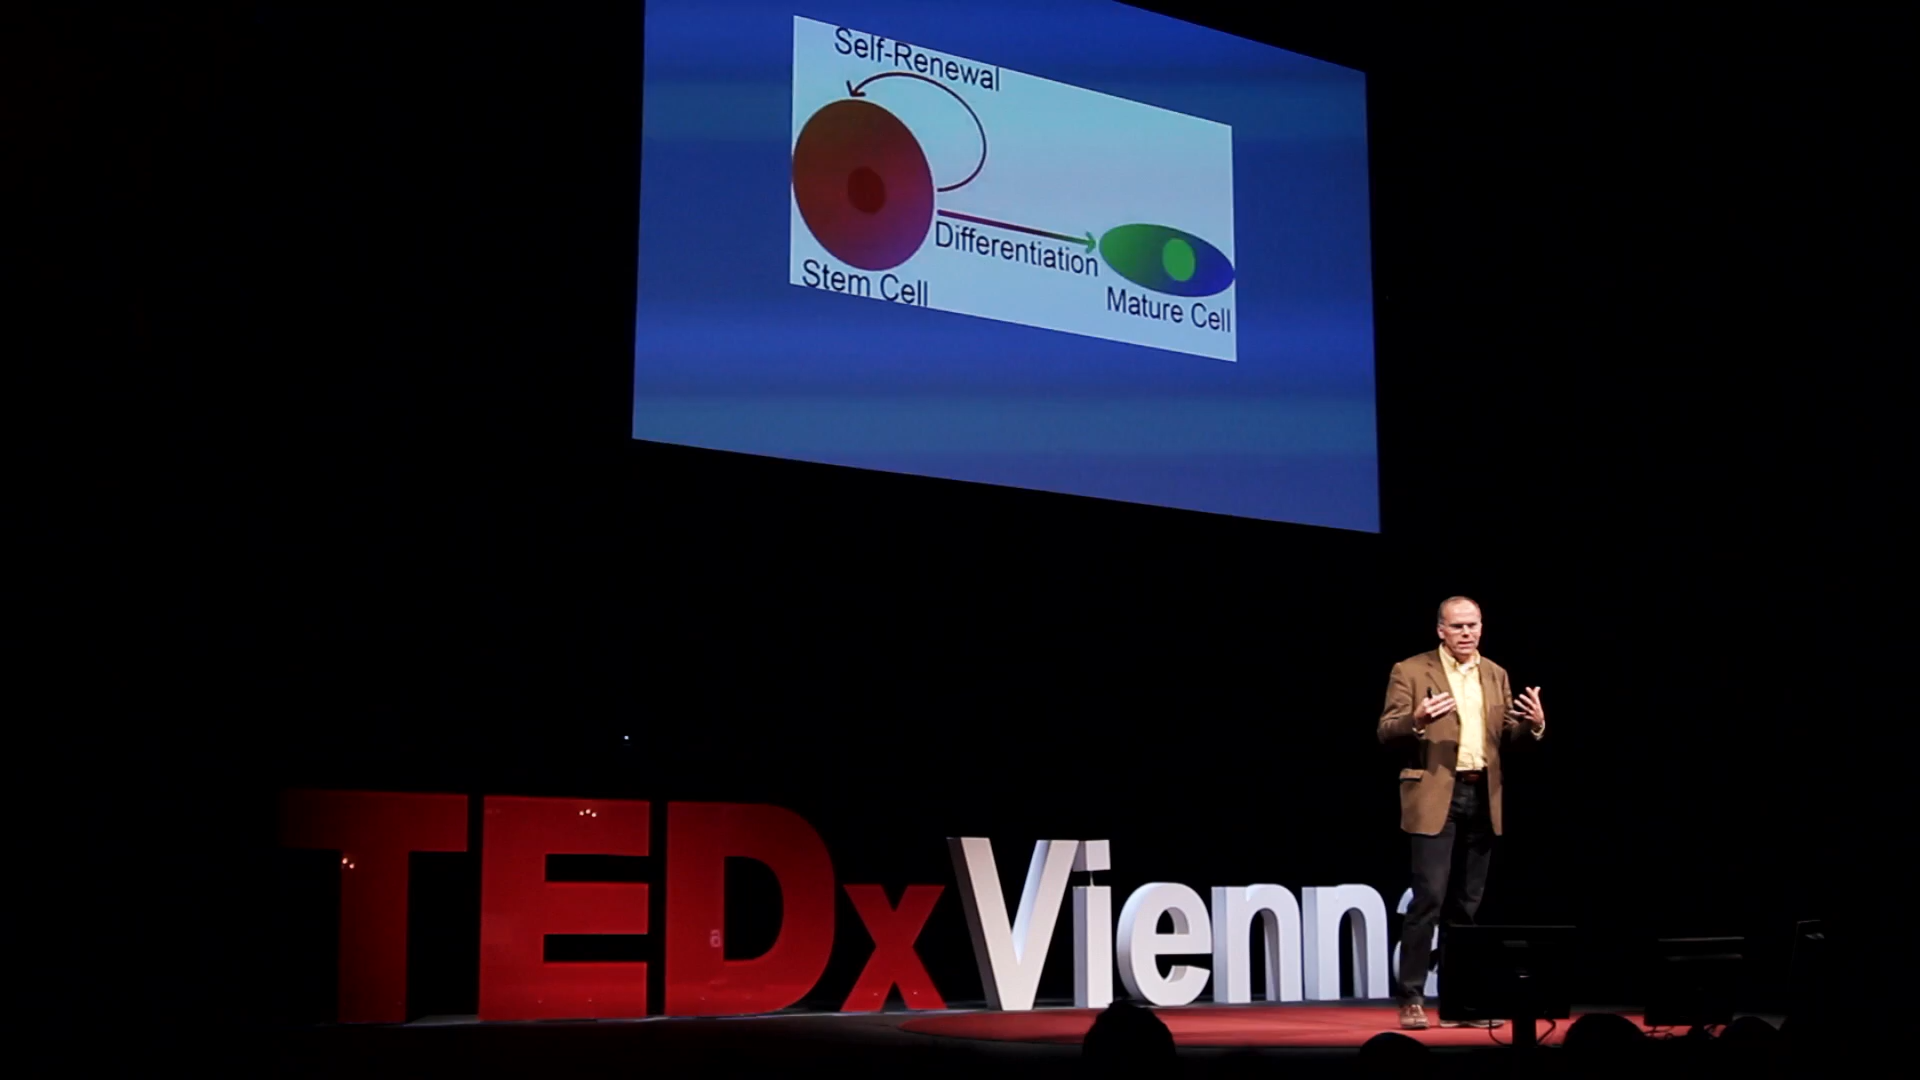 Self-Renewal
Differentiation
Stem Cell
Mature Cell
TEDxVienna